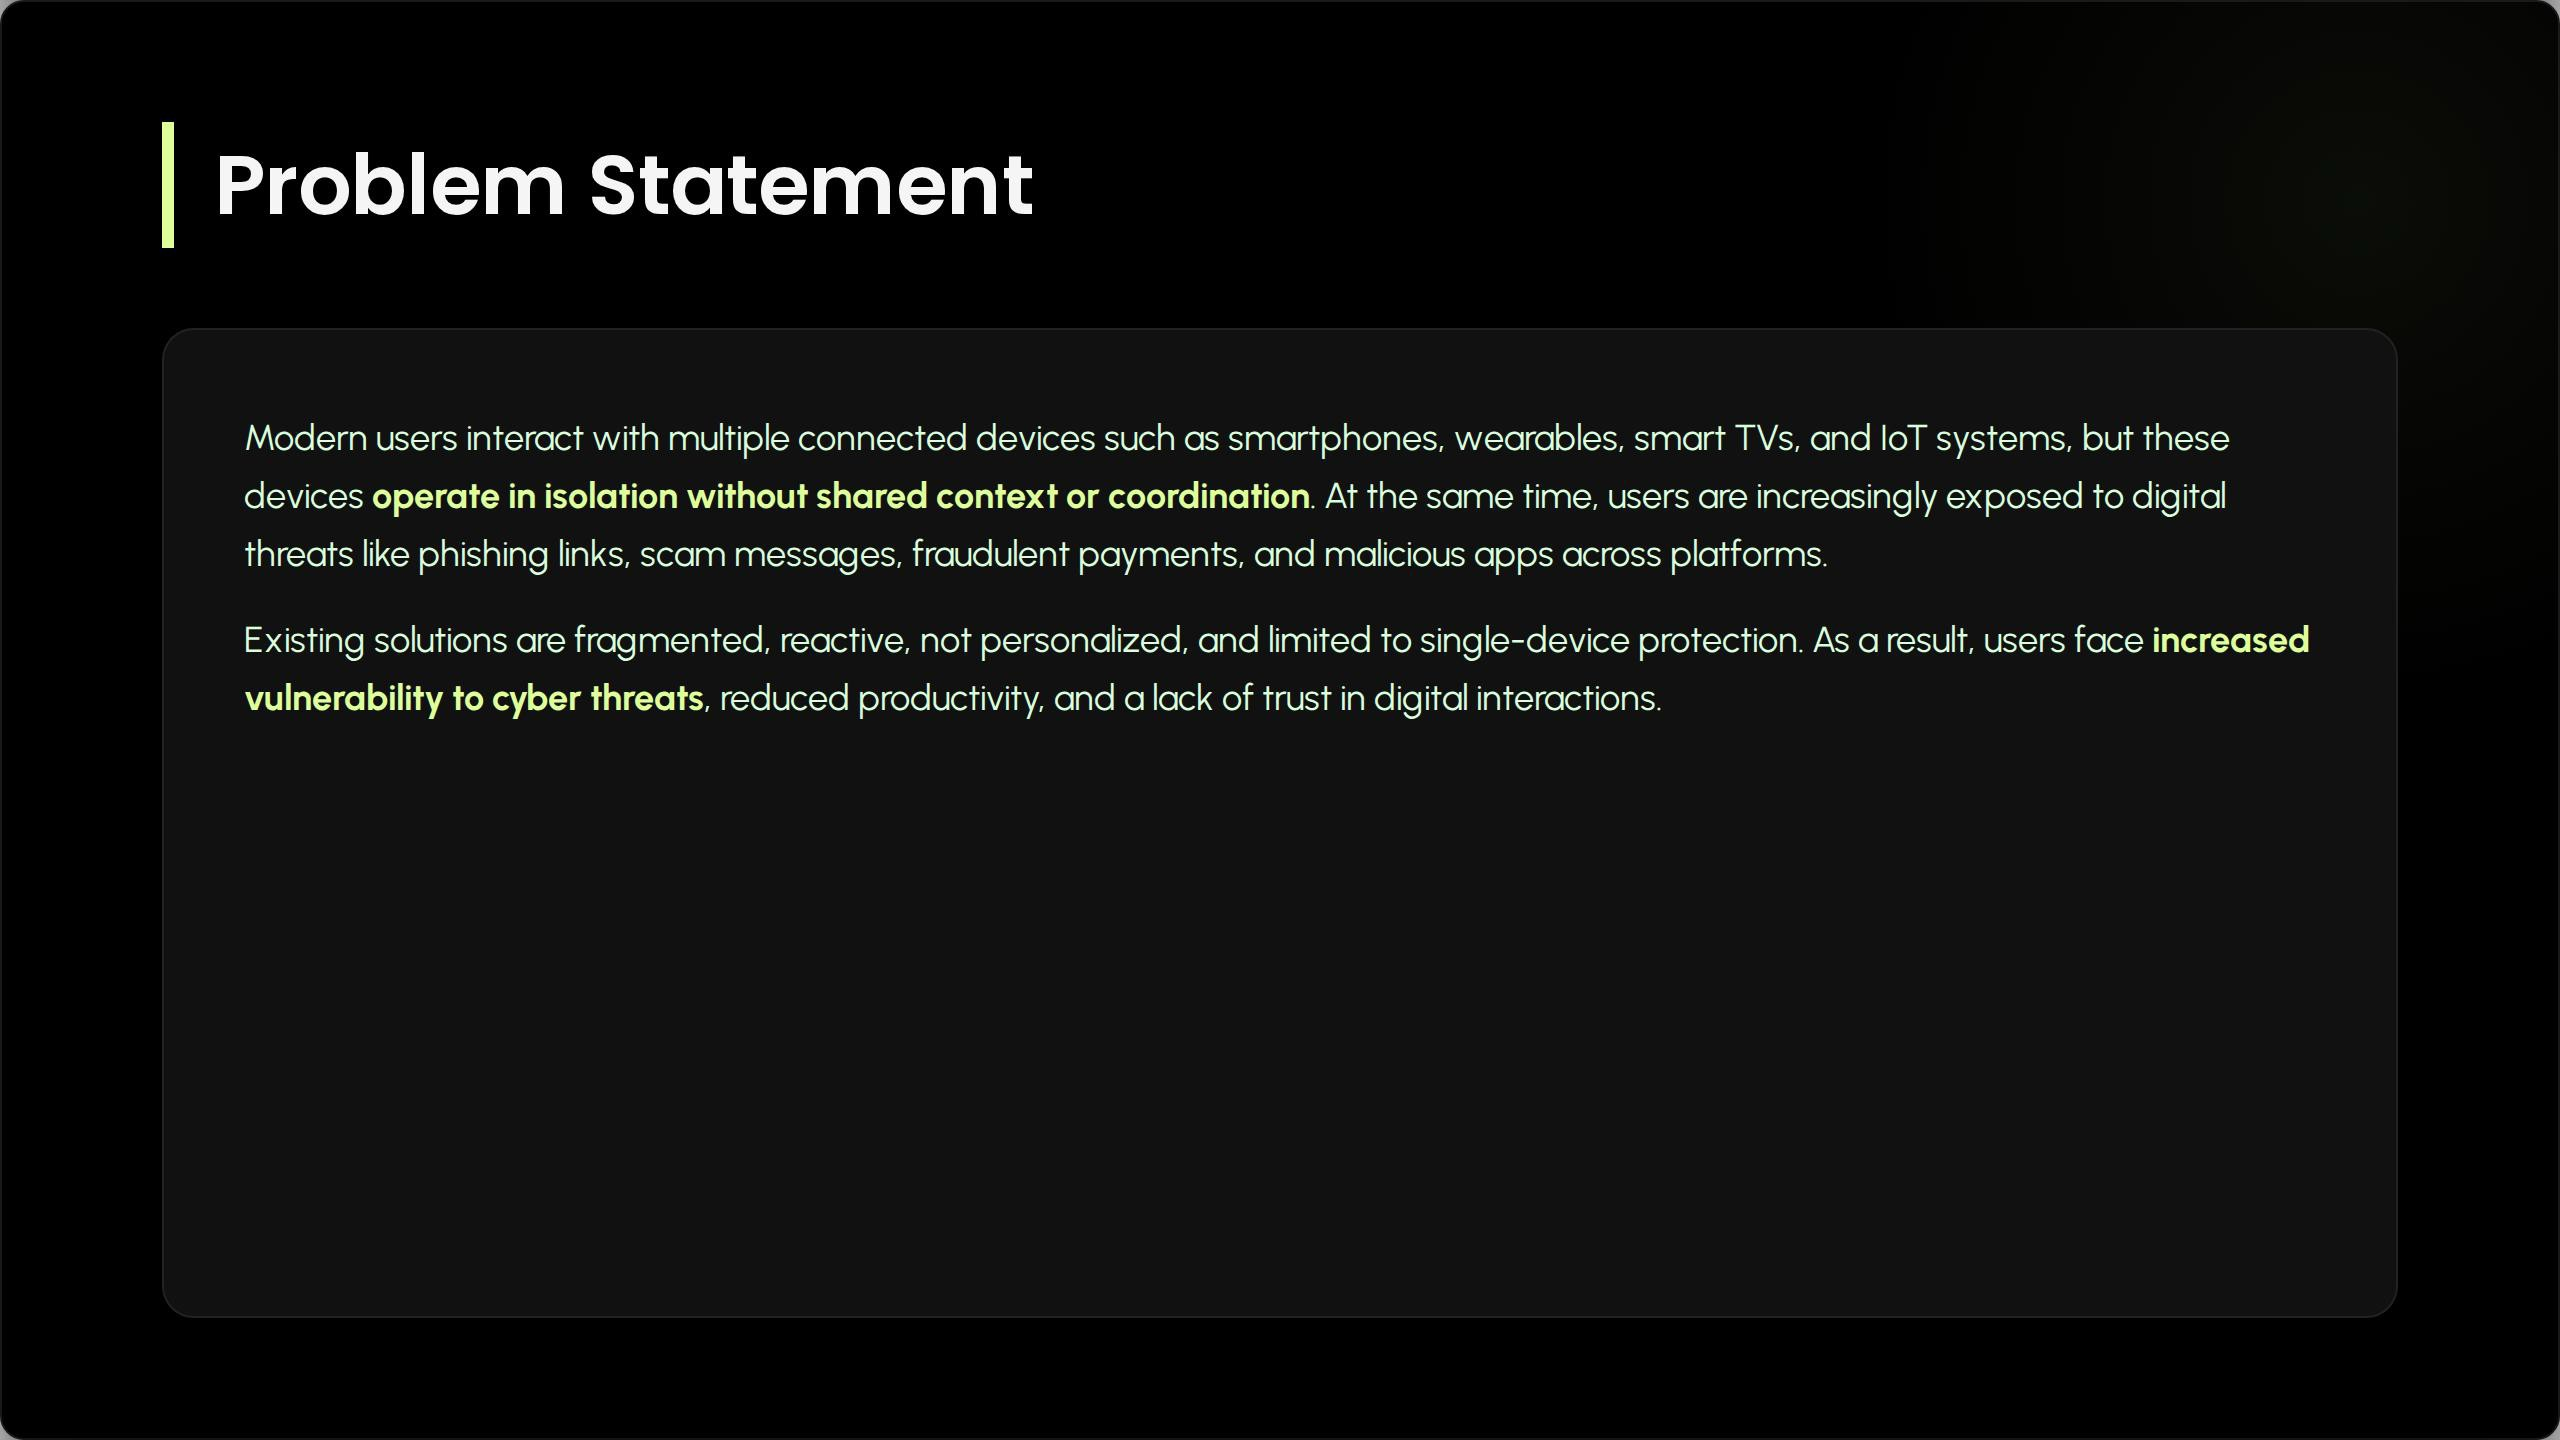 Problem Statement
Modern users interact with multiple connected devices such as smartphones, wearables, smart TVs, and IoT systems, but these
devices operate in isolation without shared context or coordination. At the same time, users are increasingly exposed to digital
threats like phishing links, scam messages, fraudulent payments, and malicious apps across platforms.
Existing solutions are fragmented, reactive, not personalized, and limited to single-device protection. As a result, users face increased
vulnerability to cyber threats, reduced productivity, and a lack of trust in digital interactions.